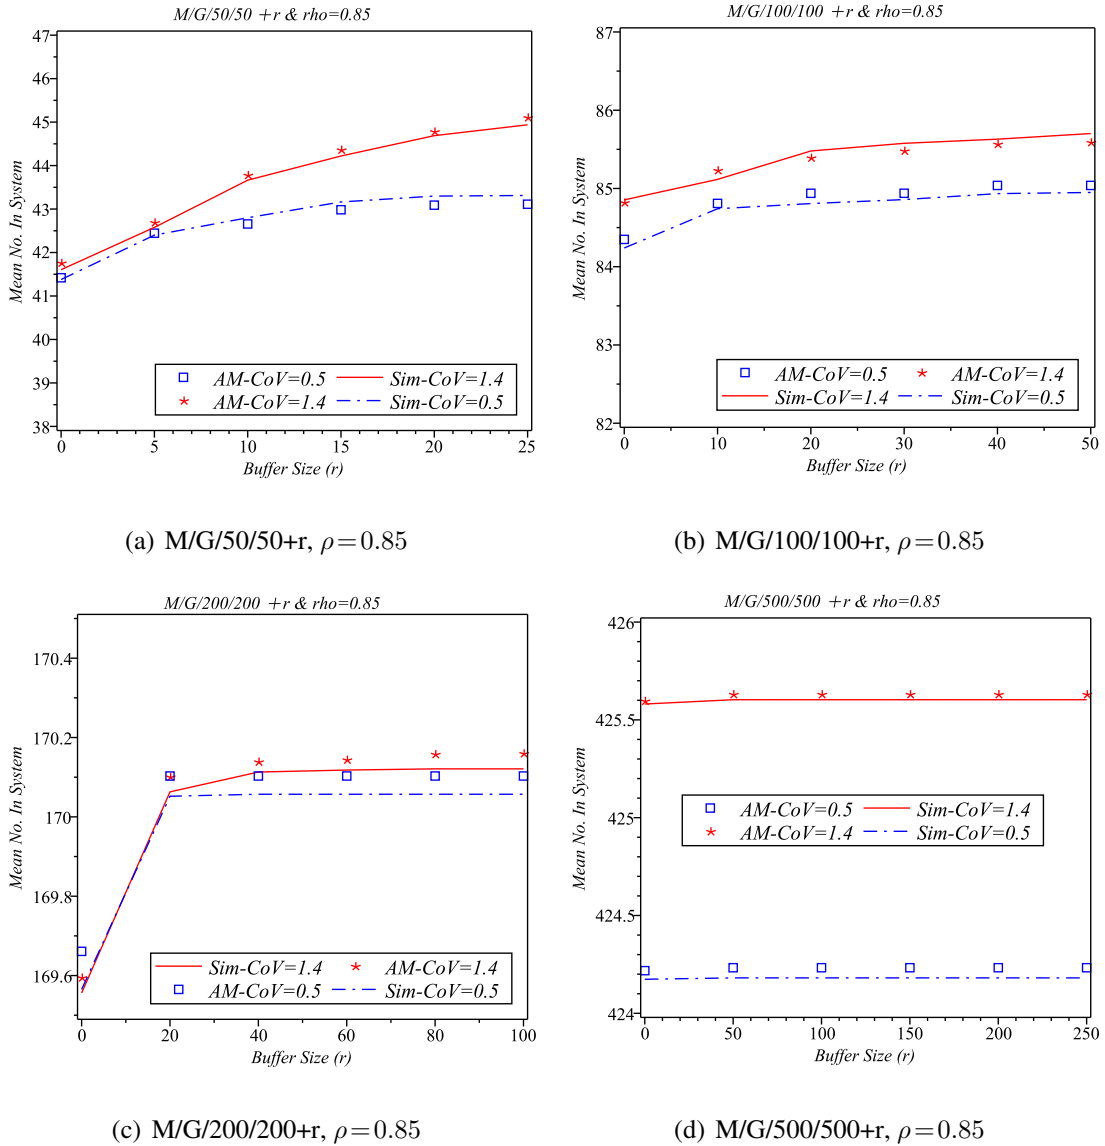 M/G/50/50 +r & rho=0.85
47
46
45
44
43
42
41
40
39
38
Mean No. In System
AM-CoV=0.5 Sim-CoV=1.4
AM-CoV=1.4 Sim-CoV=0.5
0 5 10 15 20 25
Buffer Size (r)
(a) M/G/50/50+r, ρ=0.85
M/G/100/100 +r & rho=0.85
87
86
85
84
83
82
Mean No. In System
AM-CoV=0.5 AM-CoV=1.4
Sim-CoV=1.4 Sim-CoV=0.5
0 10 20 30 40 50
Buffer Size (r)
(b) M/G/100/100+r, ρ=0.85
M/G/200/200 +r & rho=0.85
170.4
170.2
170
169.8
169.6
Mean No. In System
Sim-CoV=1.4 AM-CoV=1.4
AM-CoV=0.5 Sim-CoV=0.5
0 20 40 60 80 100
Buffer Size (r)
(c) M/G/200/200+r, ρ=0.85
M/G/500/500 +r & rho=0.85
426
425.5
425
424.5
424
Mean No. In System
AM-CoV=0.5 Sim-CoV=1.4
AM-CoV=1.4 Sim-CoV=0.5
0 50 100 150 200 250
Buffer Size (r)
(d) M/G/500/500+r, ρ=0.85